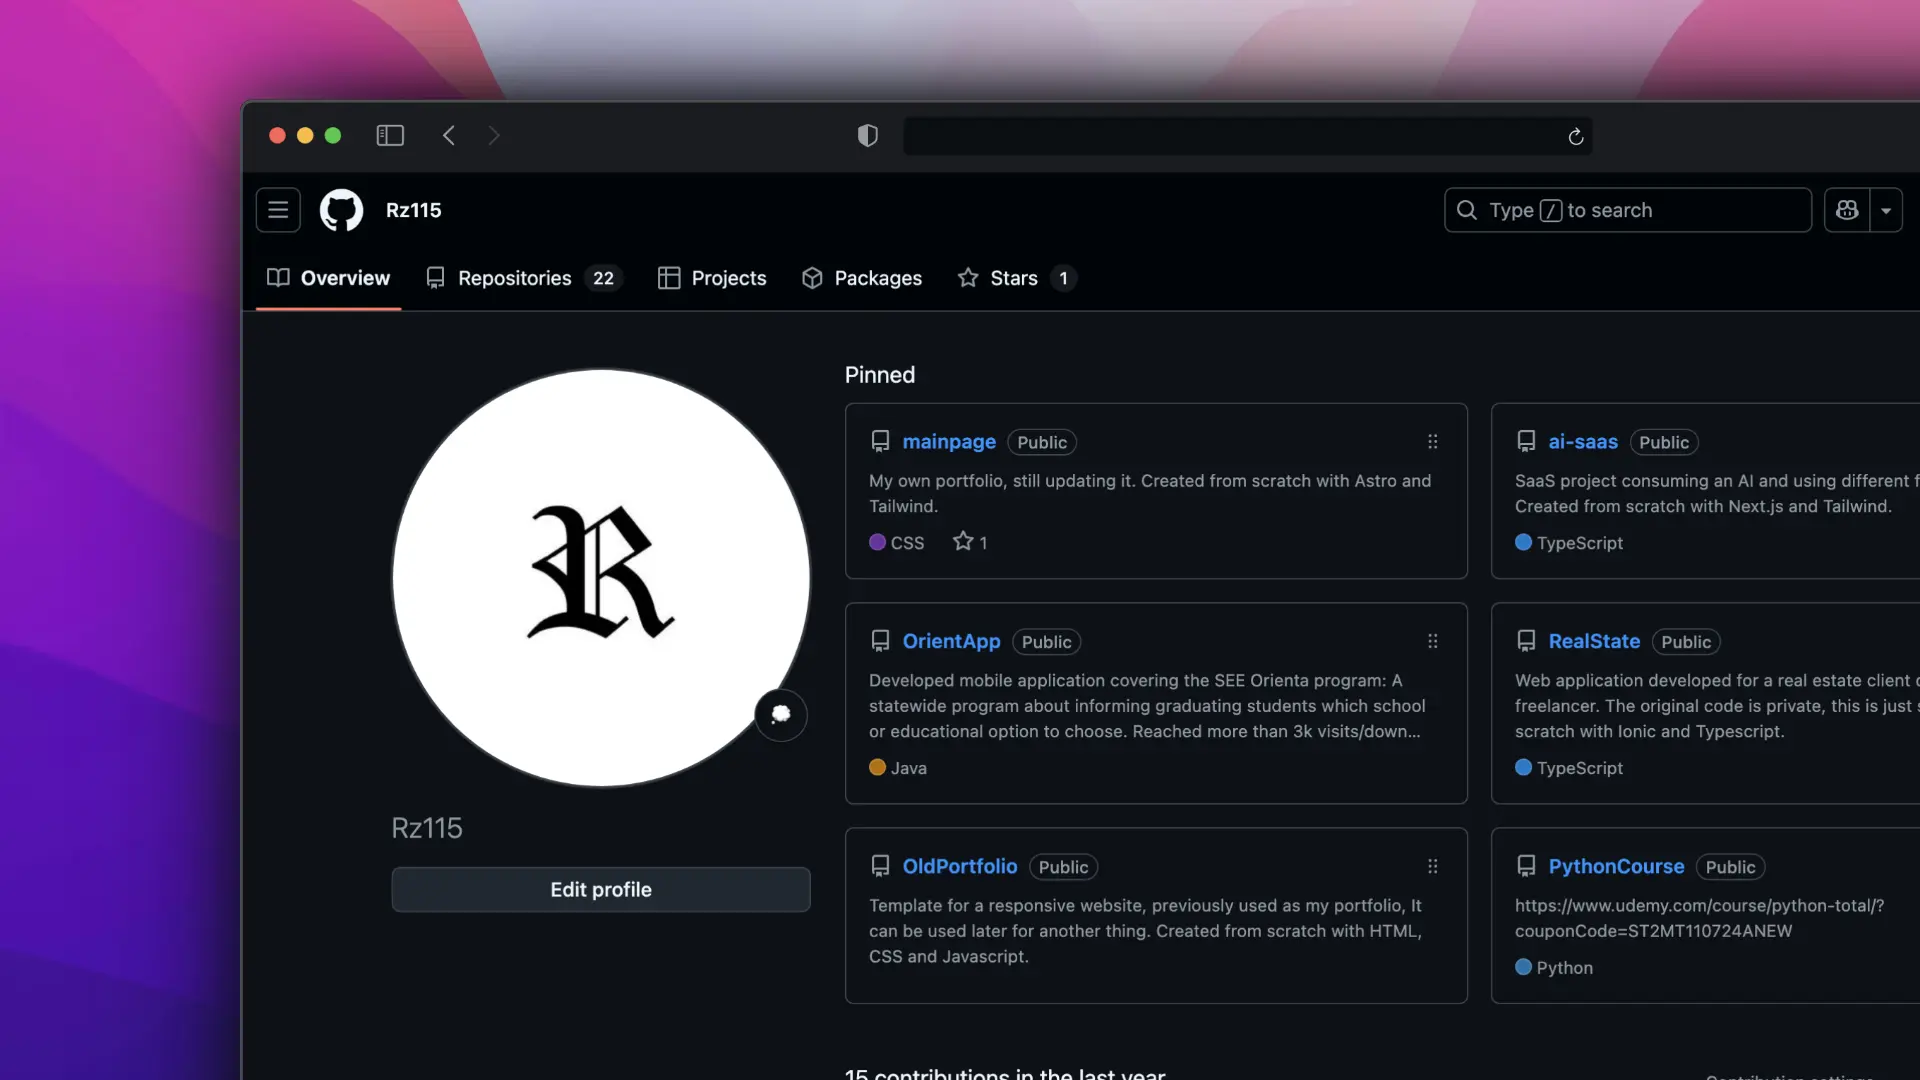 Rz115
Type / to search
Overview
Repositories 22
Projects
Packages
Stars 1
R
Rz115
Edit profile
Pinned
mainpage Public
My own portfolio, still updating it. Created from scratch with Astro and
Tailwind.
CSS 1
ai-saas Public
SaaS project consuming an AI and using different
Created from scratch with Next.js and Tailwind.
TypeScript
OrientApp Public
Developed mobile application covering the SEE Orienta program: A
statewide program about informing graduating students which school
or educational option to choose. Reached more than 3k visits/down...
Java
RealState Public
Web application developed for a real estate client
freelancer. The original code is private, this is just
scratch with Ionic and Typescript.
TypeScript
OldPortfolio Public
Template for a responsive website, previously used as my portfolio, It
can be used later for another thing. Created from scratch with HTML,
CSS and Javascript.
PythonCourse Public
https://www.udemy.com/course/python-total/?
couponCode=ST2MT110724ANEW
Python
15 contributions in the last year
Contribution settings